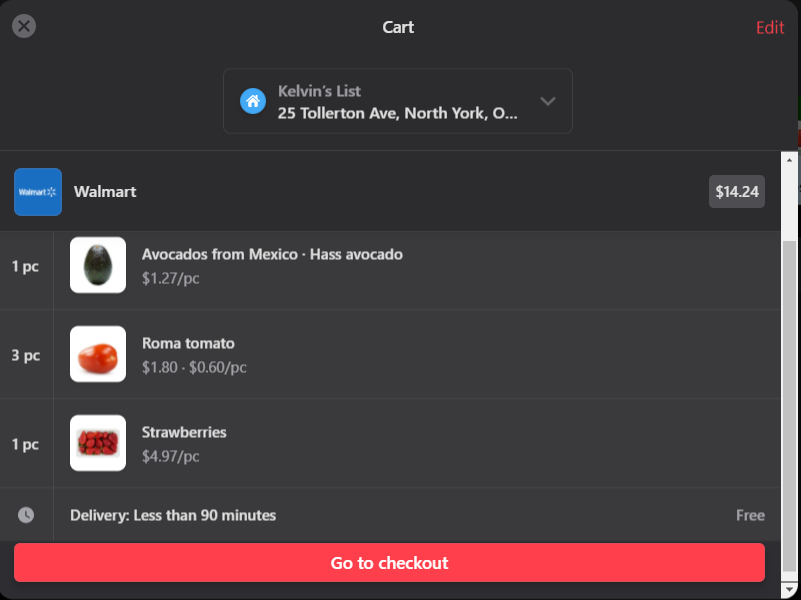 Cart
Edit
Kelvin's List
25 Tollerton Ave, North York, O...
Walmart
Walmart
$14.24
1 pc
Avocados from Mexico · Hass avocado
$1.27/pc
3 pc
Roma tomato
$1.80 · $0.60/pc
1 pc
Strawberries
$4.97/pc
Delivery: Less than 90 minutes
Free
Go to checkout